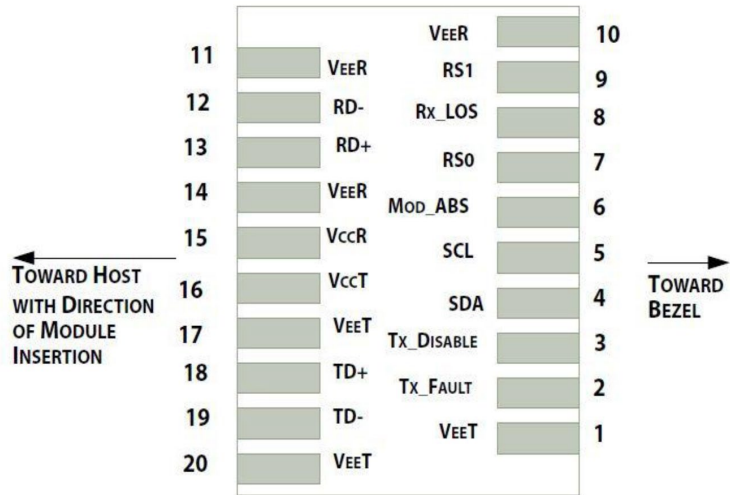 11 VEER
12 RD-
13 RD+
14 VEER
15 VCCR
16 VCCT
17 VEET
18 TD+
19 TD-
20 VEET
TOWARD HOST
WITH DIRECTION
OF MODULE
INSERTION
VEER 10
RS1 9
RX_LOS 8
RS0 7
MOD_ABS 6
SCL 5
SDA 4
TX_DISABLE 3
TX_FAULT 2
VEET 1
TOWARD
BEZEL